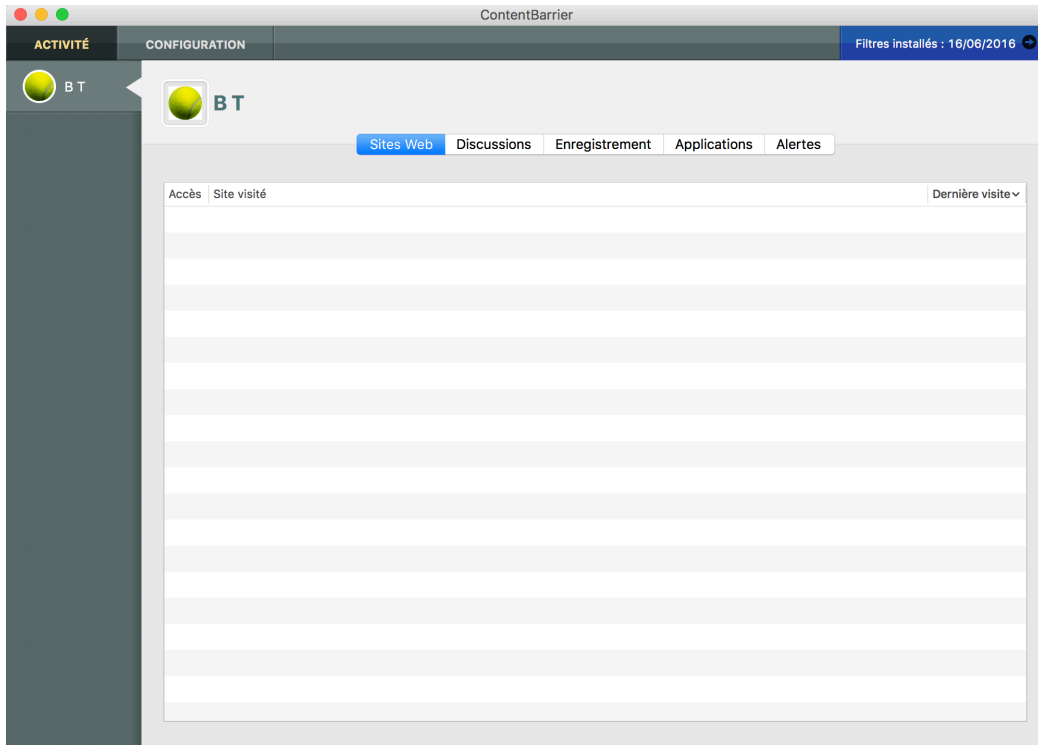 ContentBarrier
ACTIVITÉ CONFIGURATION Filtres installés : 16/06/2016
B T
B T
Sites Web Discussions Enregistrement Applications Alertes
Accès Site visité Dernière visite